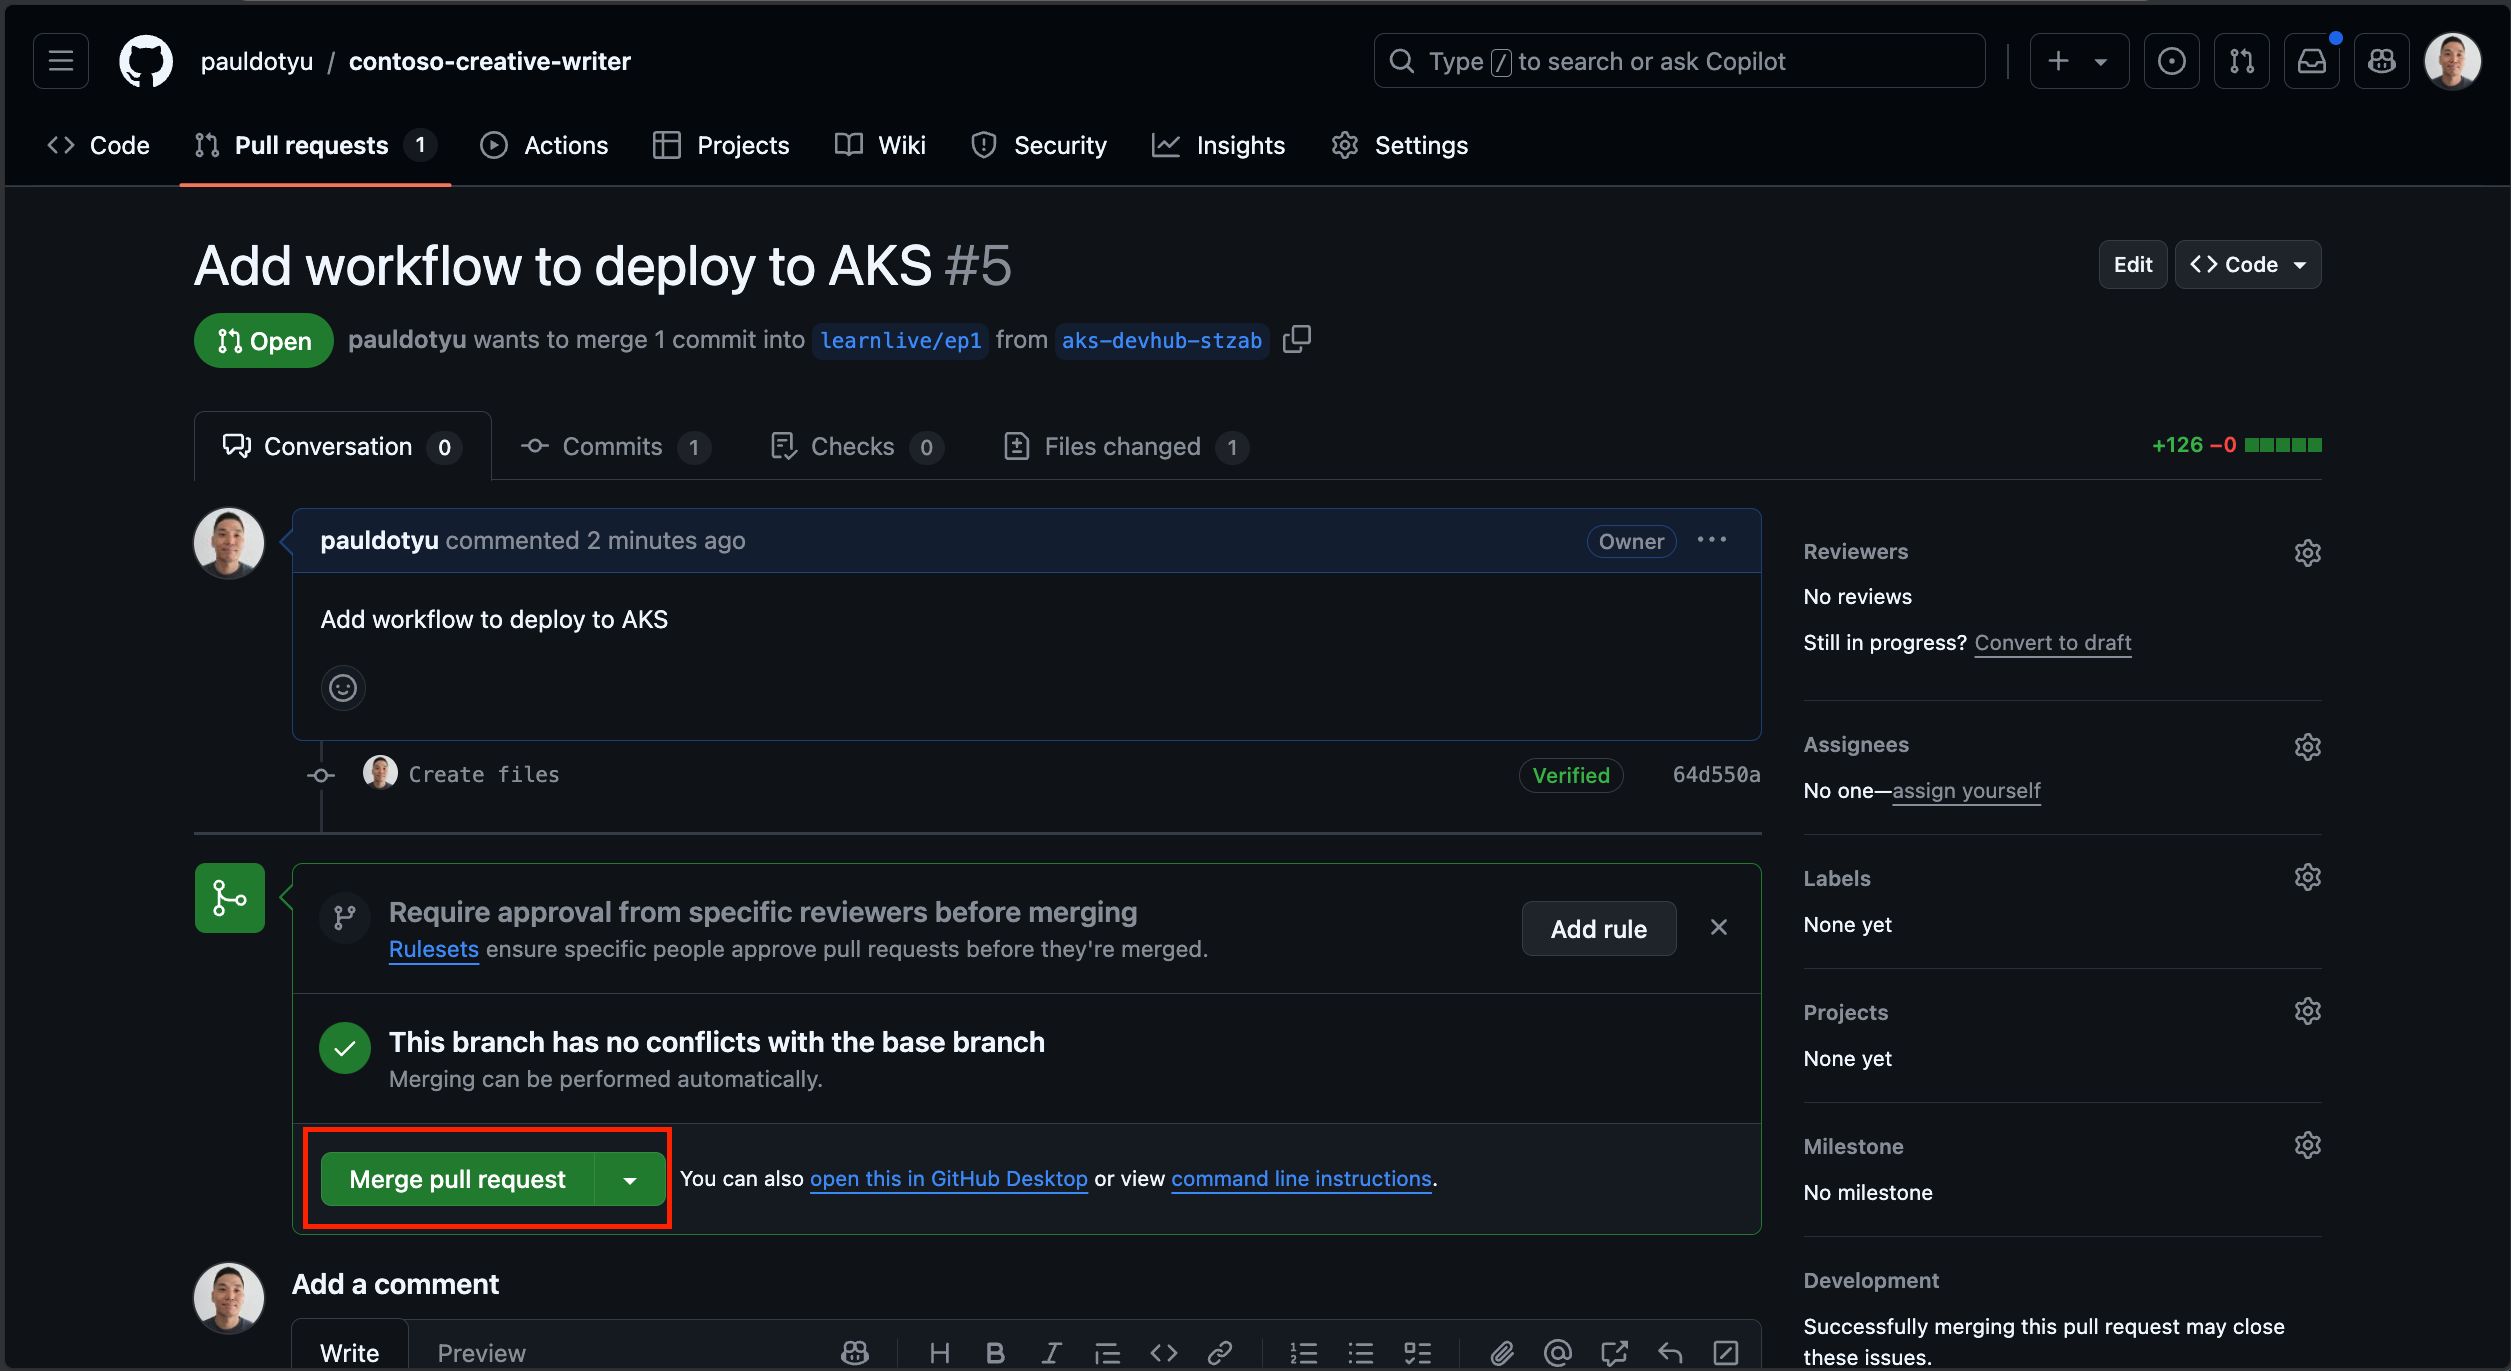 pauldotyu / contoso-creative-writer
Type / to search or ask Copilot
Code
Pull requests 1
Actions
Projects
Wiki
Security
Insights
Settings
Add workflow to deploy to AKS #5
Edit
Code
Open
pauldotyu wants to merge 1 commit into learnlive/ep1 from aks-devhub-stzab
Conversation 0
Commits 1
Checks 0
Files changed 1
+126 −0
pauldotyu commented 2 minutes ago
Owner
Add workflow to deploy to AKS
Create files
Verified
64d550a
Require approval from specific reviewers before merging
Rulesets ensure specific people approve pull requests before they're merged.
Add rule
This branch has no conflicts with the base branch
Merging can be performed automatically.
Merge pull request
You can also open this in GitHub Desktop or view command line instructions.
Add a comment
Write
Preview
Reviewers
No reviews
Still in progress? Convert to draft
Assignees
No one—assign yourself
Labels
None yet
Projects
None yet
Milestone
No milestone
Development
Successfully merging this pull request may close
these issues.